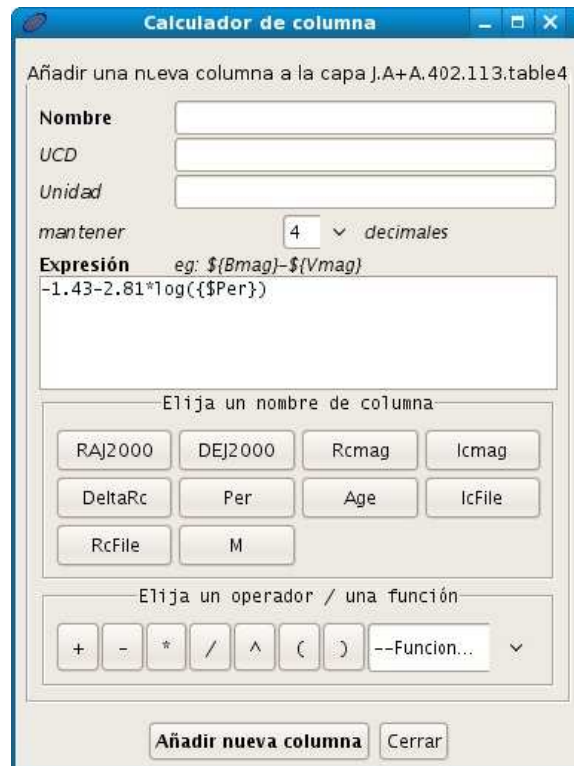 Calculador de columna
Añadir una nueva columna a la capa J.A+A.402.113.table4
Nombre
UCD
Unidad
mantener 4 decimales
Expresión eg: ${Bmag}-${Vmag}
-1.43-2.81*log({$Per})
Elija un nombre de columna
RAJ2000 DEJ2000 Rcmag Icmag
DeltaRc Per Age IcFile
RcFile M
Elija un operador / una función
+ - * / ^ ( ) --Funcion...
Añadir nueva columna Cerrar